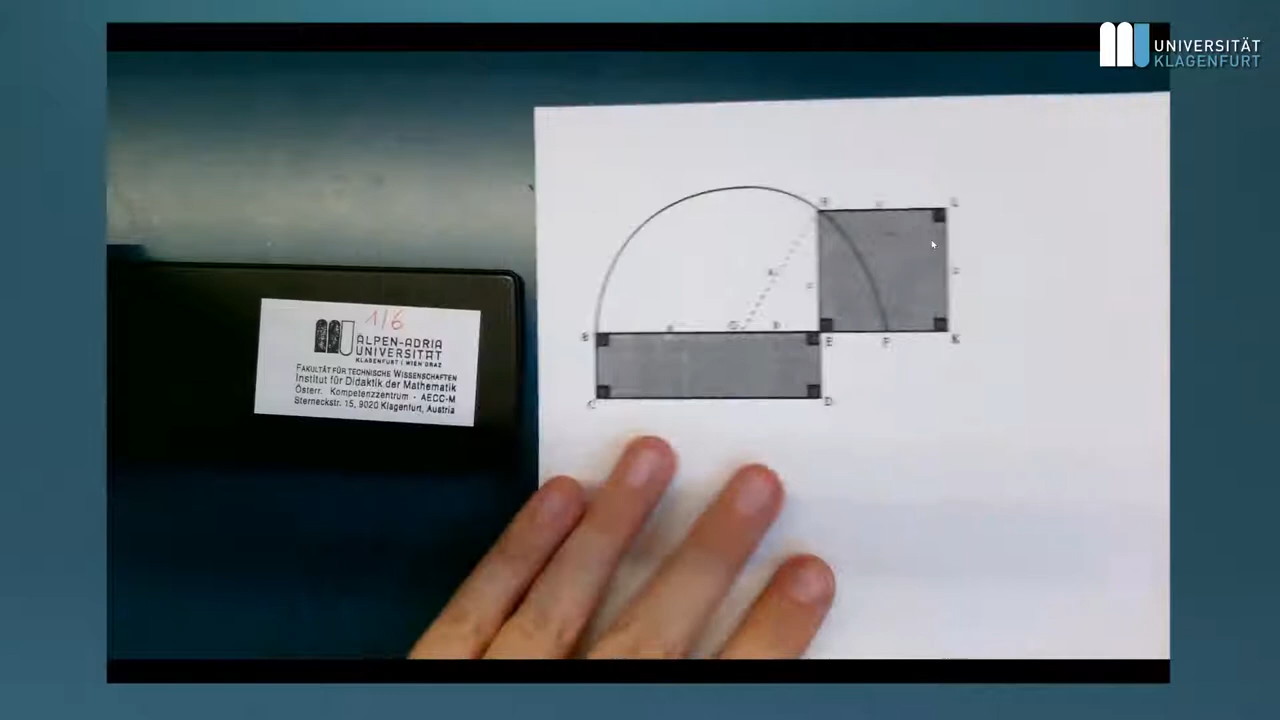 UNIVERSITÄT
KLAGENFURT
1/6
ALPEN-ADRIA
UNIVERSITÄT
KLAGENFURT | WIEN GRAZ
FAKULTÄT FÜR TECHNISCHE WISSENSCHAFTEN
Institut für Didaktik der Mathematik
Österr. Kompetenzzentrum - AECC-M
Sterneckstr. 15, 9020 Klagenfurt, Austria
B
E
F
K
C
D